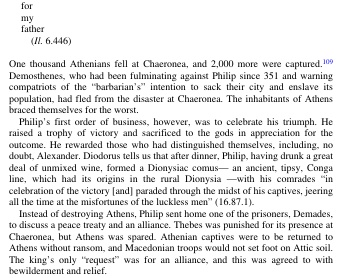 for
my
father
(Il. 6.446)
One thousand Athenians fell at Chaeronea, and 2,000 more were captured.109
Demosthenes, who had been fulminating against Philip since 351 and warning
compatriots of the "barbarian's" intention to sack their city and enslave its
population, had fled from the disaster at Chaeronea. The inhabitants of Athens
braced themselves for the worst.
Philip's first order of business, however, was to celebrate his triumph. He
raised a trophy of victory and sacrificed to the gods in appreciation for the
outcome. He rewarded those who had distinguished themselves, including, no
doubt, Alexander. Diodorus tells us that after dinner, Philip, having drunk a great
deal of unmixed wine, formed a Dionysiac comus— an ancient, tipsy, Conga
line, which had its origins in the rural Dionysia —with his comrades "in
celebration of the victory [and] paraded through the midst of his captives, jeering
all the time at the misfortunes of the luckless men" (16.87.1).
Instead of destroying Athens, Philip sent home one of the prisoners, Demades,
to discuss a peace treaty and an alliance. Thebes was punished for its presence at
Chaeronea, but Athens was spared. Athenian captives were to be returned to
Athens without ransom, and Macedonian troops would not set foot on Attic soil.
The king's only "request" was for an alliance, and this was agreed to with
bewilderment and relief.